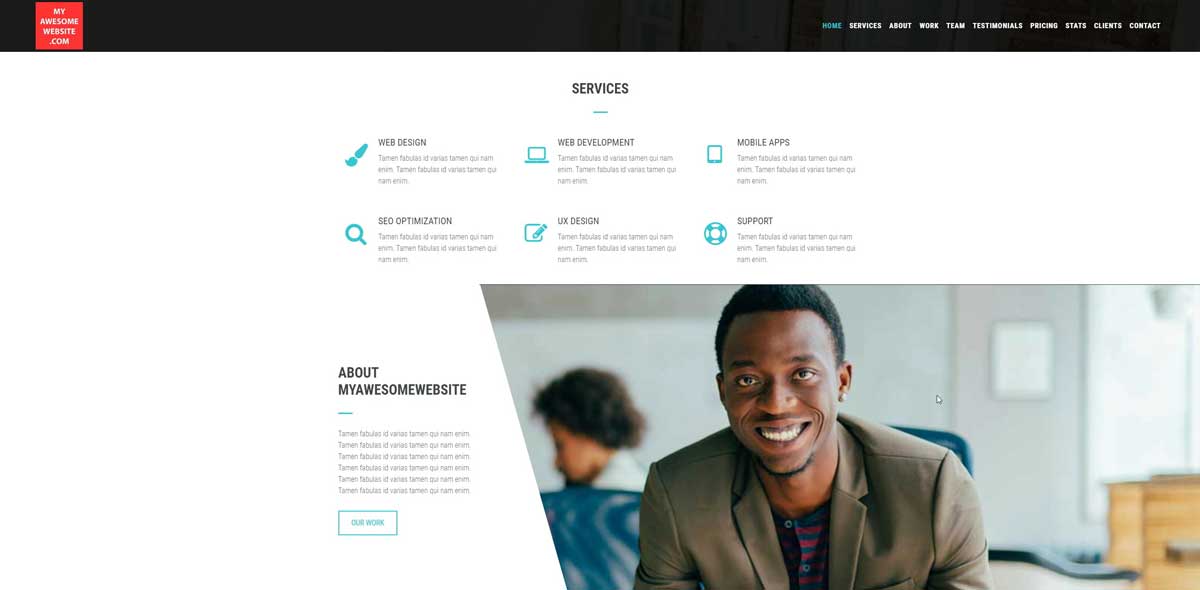 MY
AWESOME
WEBSITE
.COM
HOME SERVICES ABOUT WORK TEAM TESTIMONIALS PRICING STATS CLIENTS CONTACT
SERVICES
WEB DESIGN
Tamen fabulas id varias tamen qui nam
enim. Tamen fabulas id varias tamen qui
nam enim.
WEB DEVELOPMENT
Tamen fabulas id varias tamen qui nam
enim. Tamen fabulas id varias tamen qui
nam enim.
MOBILE APPS
Tamen fabulas id varias tamen qui nam
enim. Tamen fabulas id varias tamen qui
nam enim.
SEO OPTIMIZATION
Tamen fabulas id varias tamen qui nam
enim. Tamen fabulas id varias tamen qui
nam enim.
UX DESIGN
Tamen fabulas id varias tamen qui nam
enim. Tamen fabulas id varias tamen qui
nam enim.
SUPPORT
Tamen fabulas id varias tamen qui nam
enim. Tamen fabulas id varias tamen qui
nam enim.
ABOUT
MYAWESOMEWEBSITE
Tamen fabulas id varias tamen qui nam enim.
Tamen fabulas id varias tamen qui nam enim.
Tamen fabulas id varias tamen qui nam enim.
Tamen fabulas id varias tamen qui nam enim.
Tamen fabulas id varias tamen qui nam enim.
Tamen fabulas id varias tamen qui nam enim.
OUR WORK